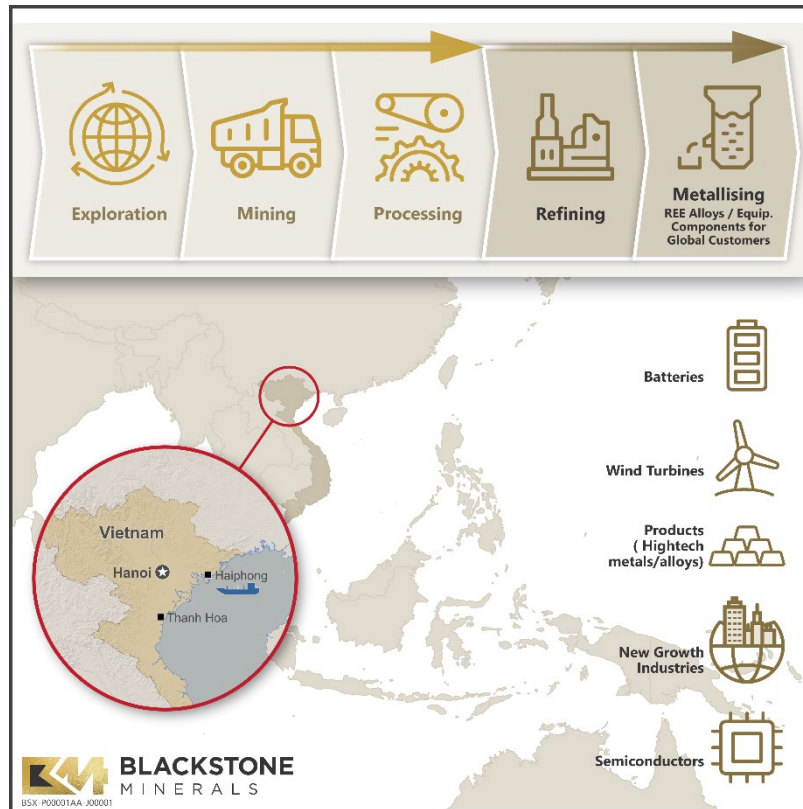 Exploration
Mining
Processing
Refining
Metallising
REE Alloys / Equip.
Components for
Global Customers
Batteries
Wind Turbines
Products
( Hightech
metals/alloys)
New Growth
Industries
Semiconductors
Vietnam
Hanoi
Haiphong
Thanh Hoa
BLACKSTONE
MINERALS
BSX-P00001AA-J00001